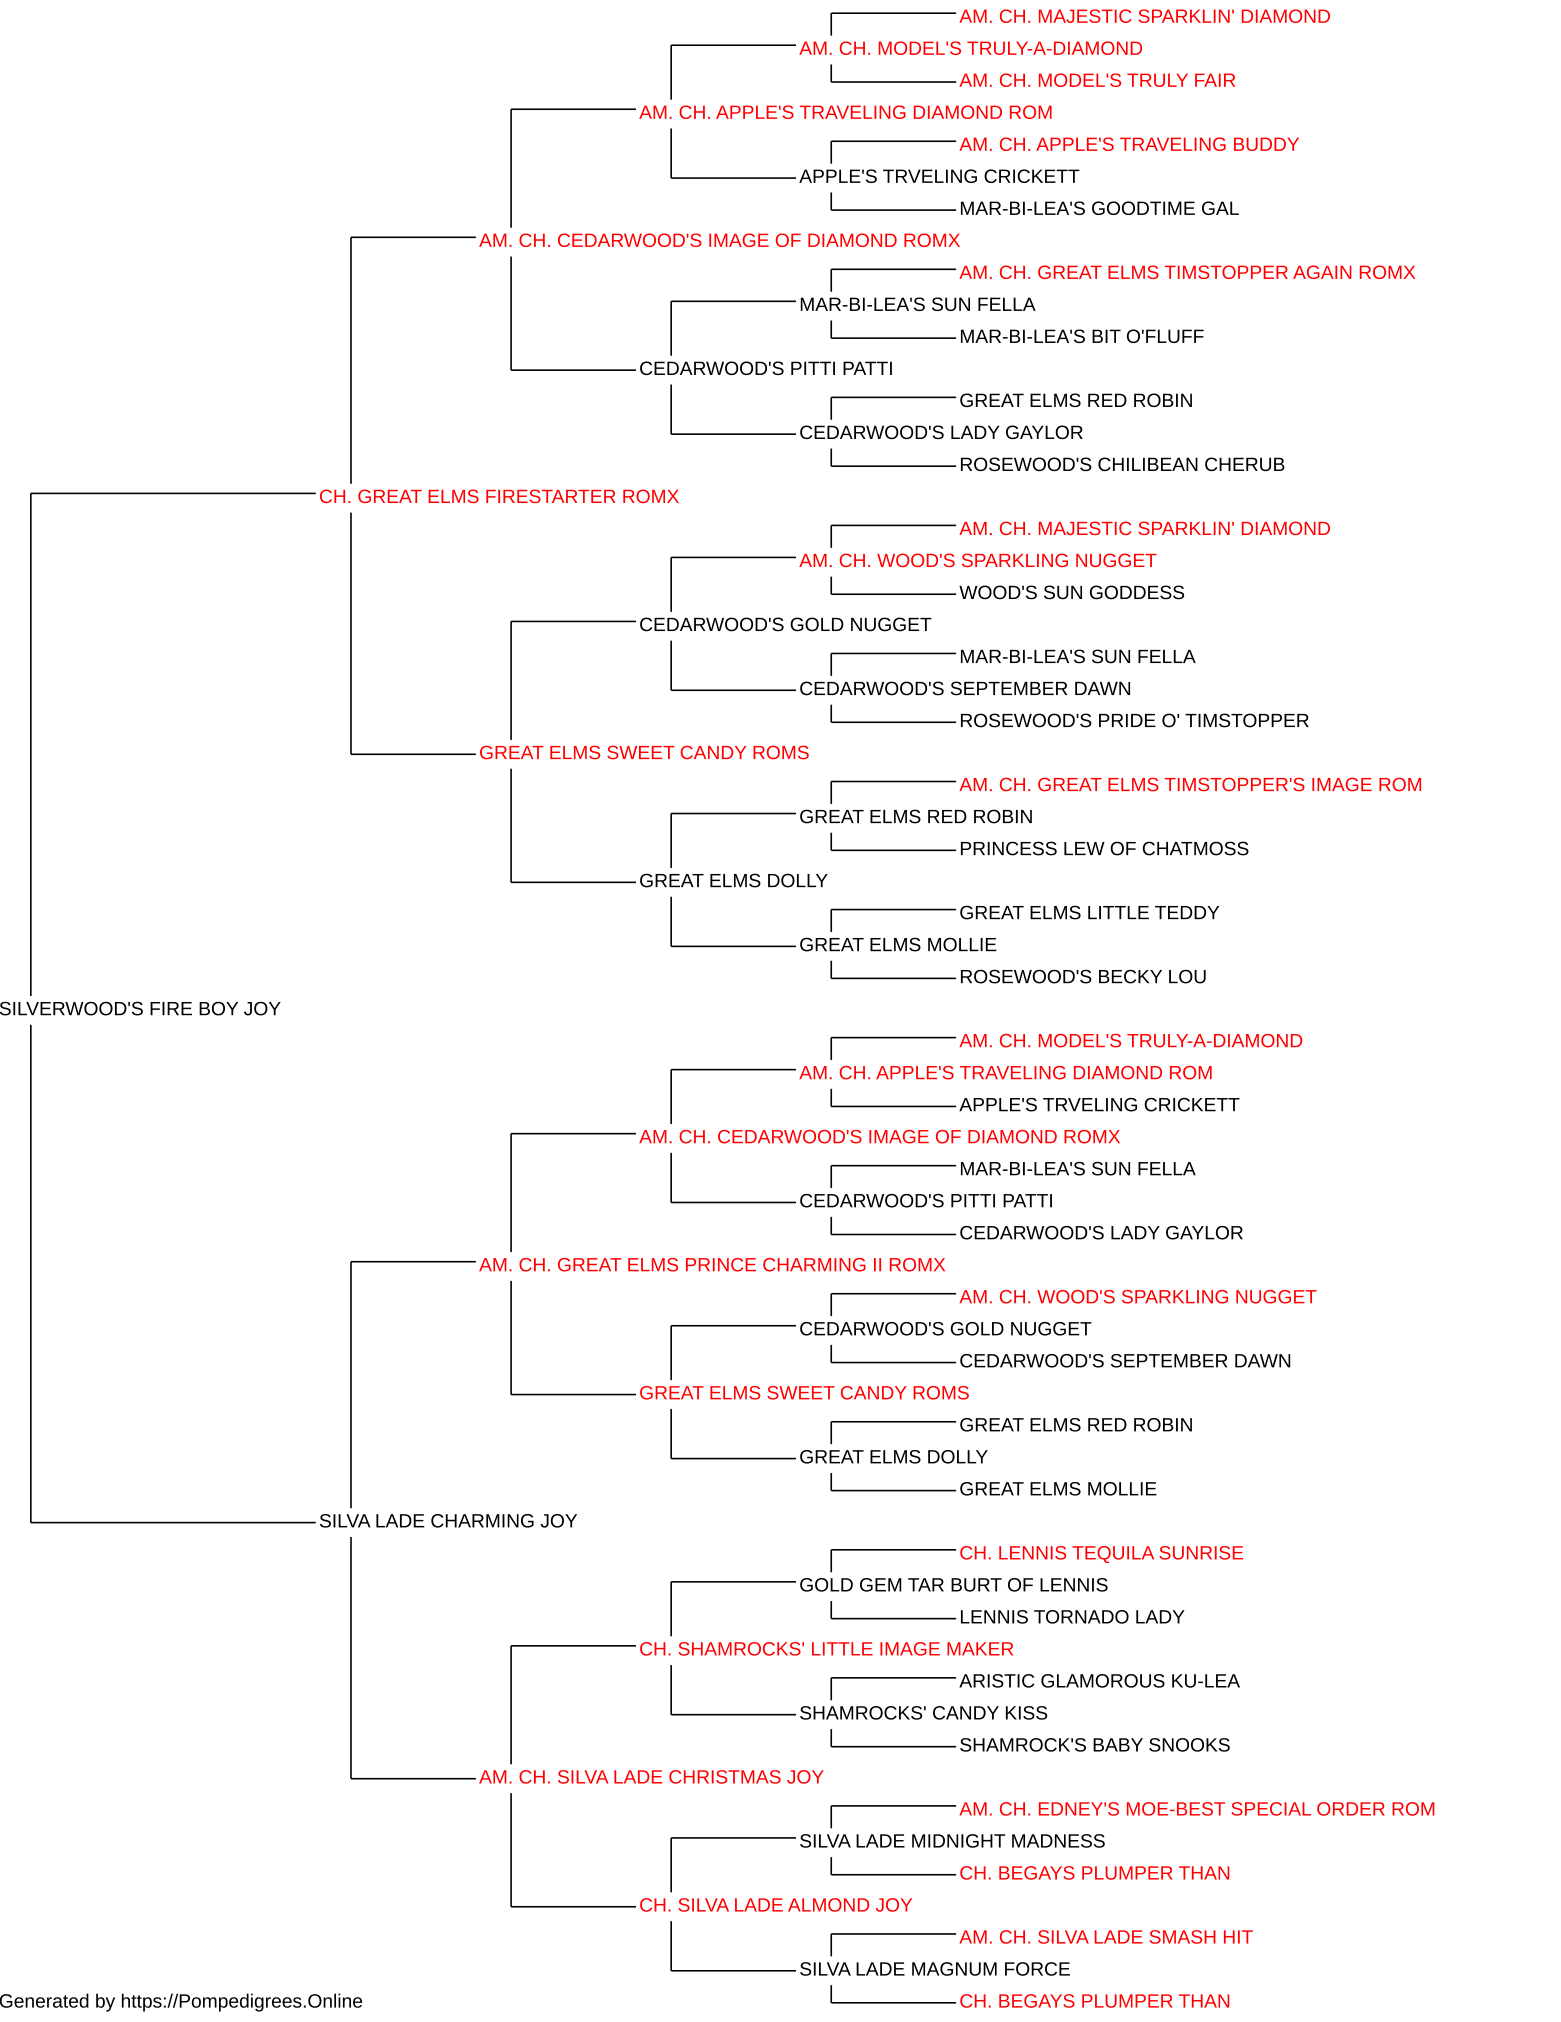 AM. CH. MAJESTIC SPARKLIN' DIAMOND
AM. CH. MODEL'S TRULY-A-DIAMOND
AM. CH. MODEL'S TRULY FAIR
AM. CH. APPLE'S TRAVELING DIAMOND ROM
AM. CH. APPLE'S TRAVELING BUDDY
APPLE'S TRVELING CRICKETT
MAR-BI-LEA'S GOODTIME GAL
AM. CH. CEDARWOOD'S IMAGE OF DIAMOND ROMX
AM. CH. GREAT ELMS TIMSTOPPER AGAIN ROMX
MAR-BI-LEA'S SUN FELLA
MAR-BI-LEA'S BIT O'FLUFF
CEDARWOOD'S PITTI PATTI
GREAT ELMS RED ROBIN
CEDARWOOD'S LADY GAYLOR
ROSEWOOD'S CHILIBEAN CHERUB
CH. GREAT ELMS FIRESTARTER ROMX
AM. CH. MAJESTIC SPARKLIN' DIAMOND
AM. CH. WOOD'S SPARKLING NUGGET
WOOD'S SUN GODDESS
CEDARWOOD'S GOLD NUGGET
MAR-BI-LEA'S SUN FELLA
CEDARWOOD'S SEPTEMBER DAWN
ROSEWOOD'S PRIDE O' TIMSTOPPER
GREAT ELMS SWEET CANDY ROMS
AM. CH. GREAT ELMS TIMSTOPPER'S IMAGE ROM
GREAT ELMS RED ROBIN
PRINCESS LEW OF CHATMOSS
GREAT ELMS DOLLY
GREAT ELMS LITTLE TEDDY
GREAT ELMS MOLLIE
ROSEWOOD'S BECKY LOU
SILVERWOOD'S FIRE BOY JOY
AM. CH. MODEL'S TRULY-A-DIAMOND
AM. CH. APPLE'S TRAVELING DIAMOND ROM
APPLE'S TRVELING CRICKETT
AM. CH. CEDARWOOD'S IMAGE OF DIAMOND ROMX
MAR-BI-LEA'S SUN FELLA
CEDARWOOD'S PITTI PATTI
CEDARWOOD'S LADY GAYLOR
AM. CH. GREAT ELMS PRINCE CHARMING II ROMX
AM. CH. WOOD'S SPARKLING NUGGET
CEDARWOOD'S GOLD NUGGET
CEDARWOOD'S SEPTEMBER DAWN
GREAT ELMS SWEET CANDY ROMS
GREAT ELMS RED ROBIN
GREAT ELMS DOLLY
GREAT ELMS MOLLIE
SILVA LADE CHARMING JOY
CH. LENNIS TEQUILA SUNRISE
GOLD GEM TAR BURT OF LENNIS
LENNIS TORNADO LADY
CH. SHAMROCKS' LITTLE IMAGE MAKER
ARISTIC GLAMOROUS KU-LEA
SHAMROCKS' CANDY KISS
SHAMROCK'S BABY SNOOKS
AM. CH. SILVA LADE CHRISTMAS JOY
AM. CH. EDNEY'S MOE-BEST SPECIAL ORDER ROM
SILVA LADE MIDNIGHT MADNESS
CH. BEGAYS PLUMPER THAN
CH. SILVA LADE ALMOND JOY
AM. CH. SILVA LADE SMASH HIT
SILVA LADE MAGNUM FORCE
CH. BEGAYS PLUMPER THAN
Generated by https://Pompedigrees.Online